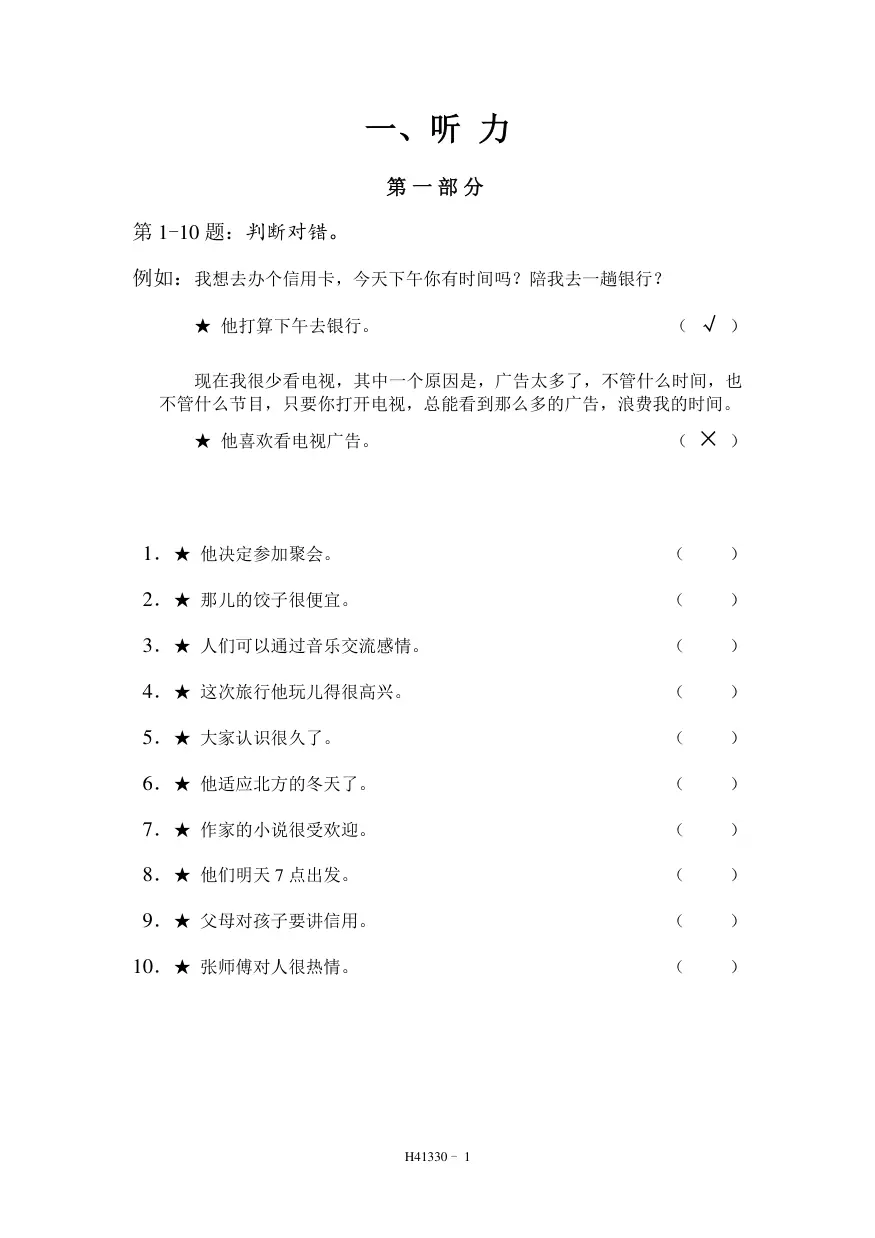 一、听 力
第 一 部 分
第 1-10 题：判断对错。
例如：我想去办个信用卡，今天下午你有时间吗？陪我去一趟银行？
★ 他打算下午去银行。 （ √ ）
现在我很少看电视，其中一个原因是，广告太多了，不管什么时间，也
不管什么节目，只要你打开电视，总能看到那么多的广告，浪费我的时间。
★ 他喜欢看电视广告。 （ × ）
1．★ 他决定参加聚会。 （ ）
2．★ 那儿的饺子很便宜。 （ ）
3．★ 人们可以通过音乐交流感情。 （ ）
4．★ 这次旅行他玩儿得很高兴。 （ ）
5．★ 大家认识很久了。 （ ）
6．★ 他适应北方的冬天了。 （ ）
7．★ 作家的小说很受欢迎。 （ ）
8．★ 他们明天 7 点出发。 （ ）
9．★ 父母对孩子要讲信用。 （ ）
10．★ 张师傅对人很热情。 （ ）
H41330－ 1